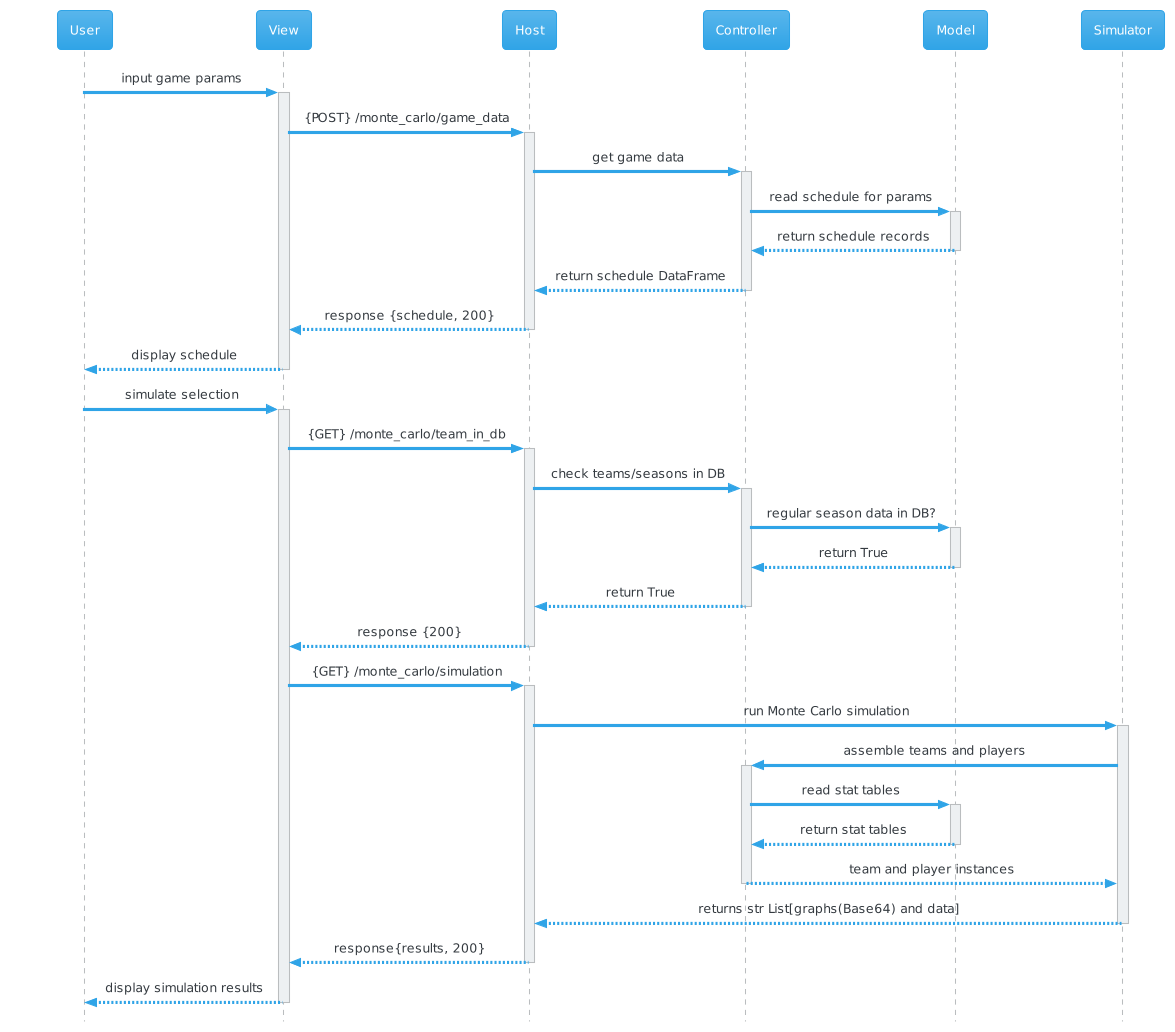 User
View
Host
Controller
Model
Simulator
input game params
{POST} /monte_carlo/game_data
get game data
read schedule for params
return schedule records
return schedule DataFrame
response {schedule, 200}
display schedule
simulate selection
{GET} /monte_carlo/team_in_db
check teams/seasons in DB
regular season data in DB?
return True
return True
response {200}
{GET} /monte_carlo/simulation
run Monte Carlo simulation
assemble teams and players
read stat tables
return stat tables
team and player instances
returns str List[graphs(Base64) and data]
response{results, 200}
display simulation results